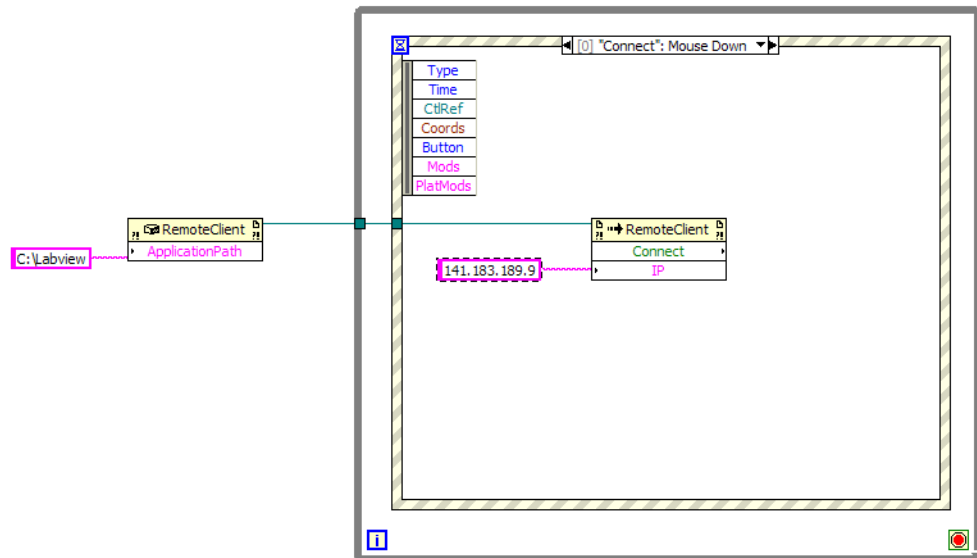 [0] "Connect": Mouse Down
Type
Time
CtlRef
Coords
Button
Mods
PlatMods
RemoteClient
ApplicationPath
C:\Labview
RemoteClient
Connect
141.183.189.9
IP
i